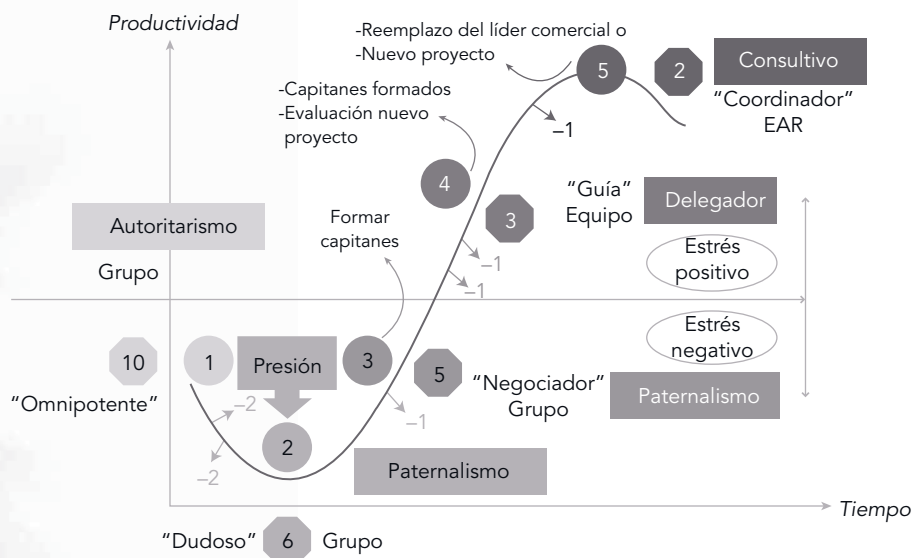 Productividad
-Reemplazo del líder comercial o
-Nuevo proyecto
5
2
Consultivo
“Coordinador”
EAR
-Capitanes formados
-Evaluación nuevo
proyecto
–1
4
“Guía”
Equipo
Delegador
3
Autoritarismo
Formar
capitanes
Grupo
–1
–1
Estrés
positivo
Estrés
negativo
10
1
Presión
3
5
“Omnipotente”
“Negociador”
Grupo
Paternalismo
–2
–1
2
–2
Paternalismo
Tiempo
“Dudoso”
6
Grupo